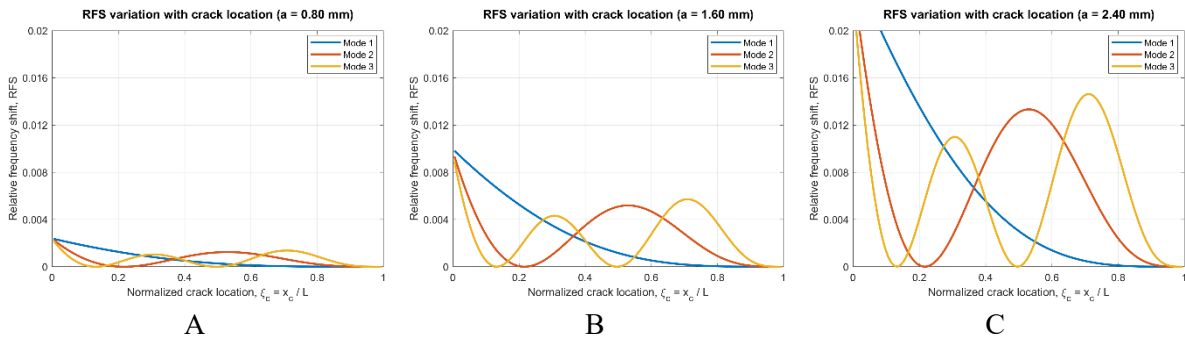 RFS variation with crack location (a = 0.80 mm)
0.02
0.016
0.012
0.008
0.004
0
Relative frequency shift, RFS
Mode 1
Mode 2
Mode 3
0 0.2 0.4 0.6 0.8 1
Normalized crack location, ξc = xc / L
A
RFS variation with crack location (a = 1.60 mm)
0.02
0.016
0.012
0.008
0.004
0
Relative frequency shift, RFS
Mode 1
Mode 2
Mode 3
0 0.2 0.4 0.6 0.8 1
Normalized crack location, ξc = xc / L
B
RFS variation with crack location (a = 2.40 mm)
0.02
0.016
0.012
0.008
0.004
0
Relative frequency shift, RFS
Mode 1
Mode 2
Mode 3
0 0.2 0.4 0.6 0.8 1
Normalized crack location, ξc = xc / L
C